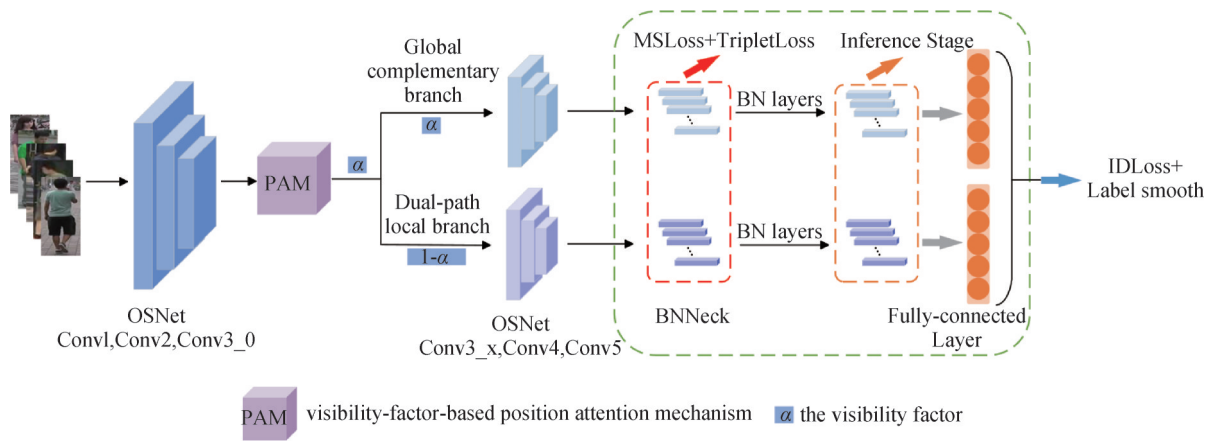 Global
complementary
branch
α
MSLoss+TripletLoss
Inference Stage
BN layers
PAM
α
IDLoss+
Label smooth
Dual-path
local branch
1-α
BN layers
OSNet
Convl,Conv2,Conv3_0
OSNet
Conv3_x,Conv4,Conv5
BNNeck
Fully-connected
Layer
PAM visibility-factor-based position attention mechanism
α the visibility factor